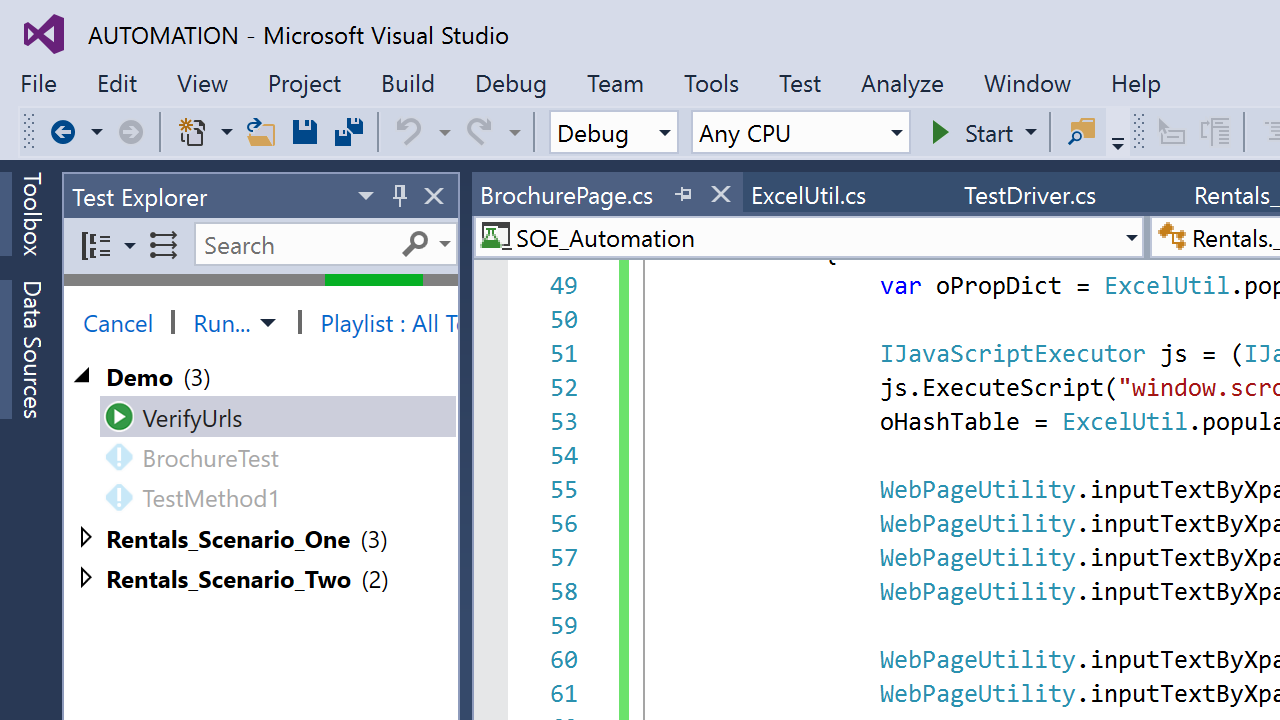 AUTOMATION - Microsoft Visual Studio
File Edit View Project Build Debug Team Tools Test Analyze Window Help
Debug Any CPU Start
Toolbox
Data Sources
Test Explorer
Search
Cancel | Run... | Playlist : All T
Demo (3)
VerifyUrls
BrochureTest
TestMethod1
Rentals_Scenario_One (3)
Rentals_Scenario_Two (2)
BrochurePage.cs ExcelUtil.cs TestDriver.cs Rentals_
SOE_Automation Rentals._
49 var oPropDict = ExcelUtil.pop
50
51 IJavaScriptExecutor js = (IJa
52 js.ExecuteScript("window.scro
53 oHashTable = ExcelUtil.popula
54
55 WebPageUtility.inputTextByXpa
56 WebPageUtility.inputTextByXpa
57 WebPageUtility.inputTextByXpa
58 WebPageUtility.inputTextByXpa
59
60 WebPageUtility.inputTextByXpa
61 WebPageUtility.inputTextByXpa